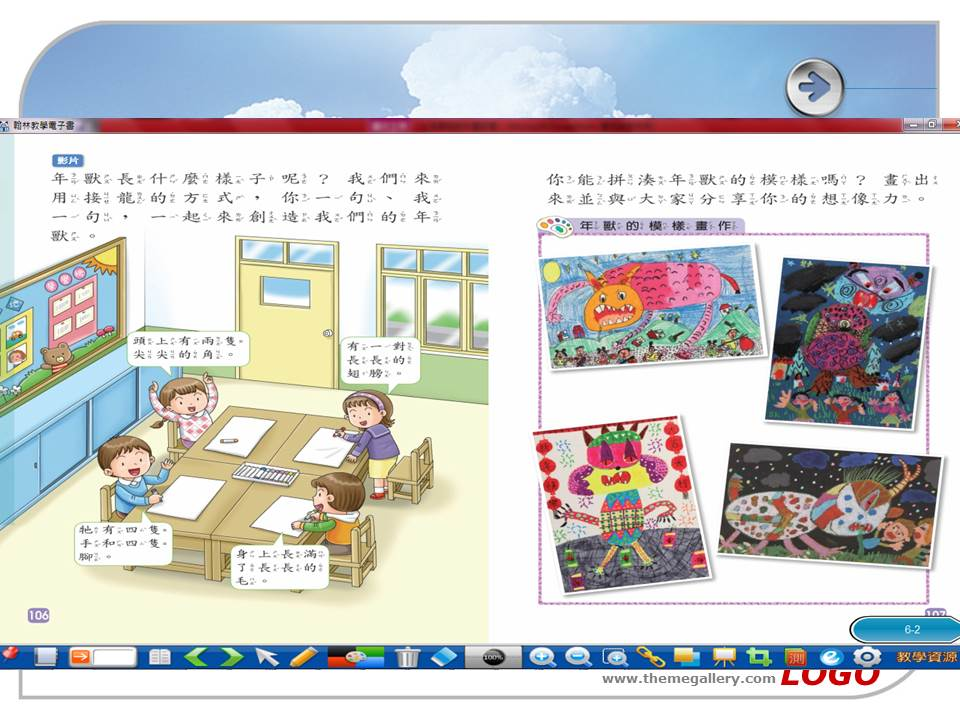 翰林教學電子書
影片
年獸長什麼樣子呢？我們來
用接龍的方式，你一句、我
一句，一起來創造我們的年
獸。
頭上有兩隻
尖尖的角。
有一對
長長的
翅膀。
牠有四隻
手和四隻
腳。
身上長滿
了長長的
毛。
106
你能拼湊年獸的模樣嗎？畫出
來並與大家分享你的想像力。
年獸的模樣畫作
107
6-2
100%
測
教學資源
www.themegallery.com
LOGO